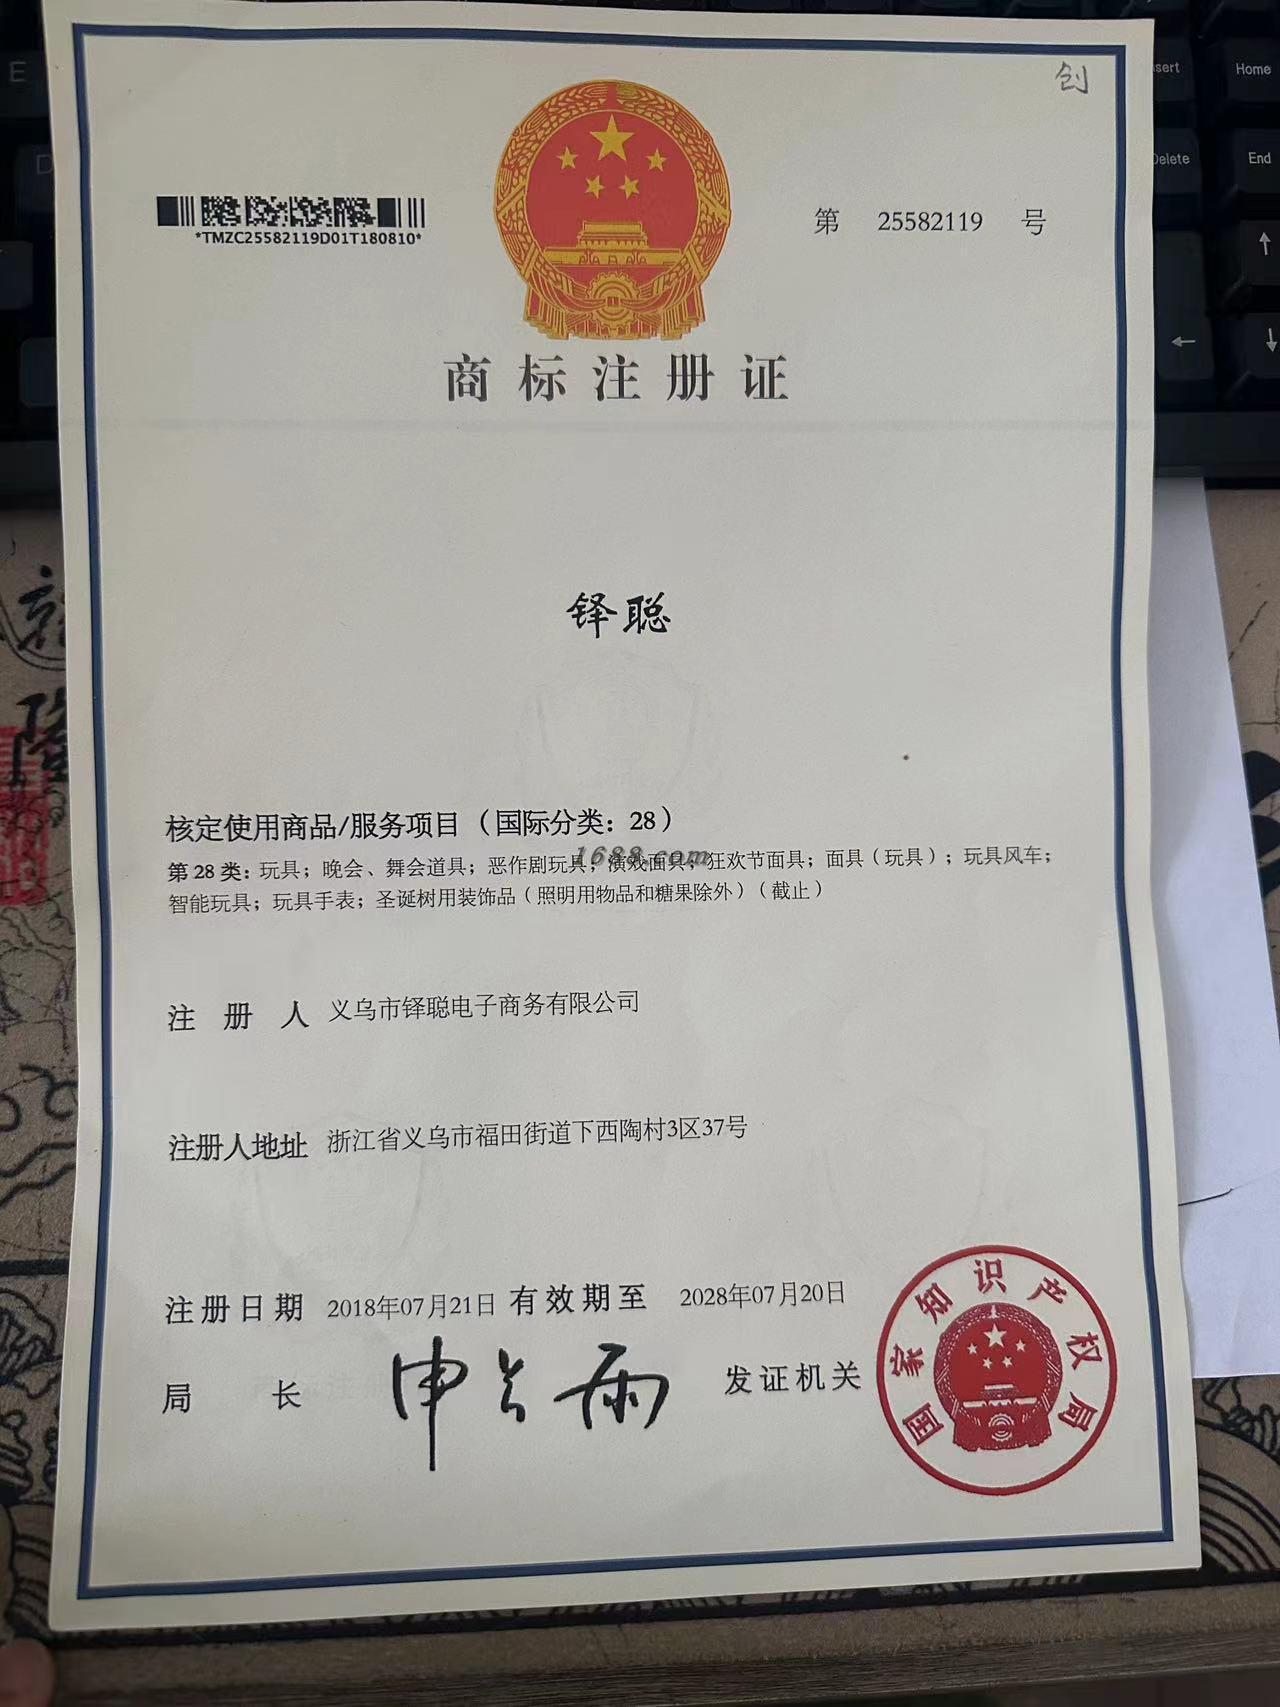 创
*TMZC25582119D01T180810*
第 25582119 号
商标注册证
铎聪
核定使用商品/服务项目（国际分类：28）
1688.com
第28类：玩具；晚会、舞会道具；恶作剧玩具；演戏面具；狂欢节面具；面具（玩具）；玩具风车；
智能玩具；玩具手表；圣诞树用装饰品（照明用物品和糖果除外）（截止）
注册人 义乌市铎聪电子商务有限公司
注册人地址 浙江省义乌市福田街道下西陶村3区37号
注册日期 2018年07月21日 有效期至 2028年07月20日
局长 申长雨 发证机关
国家知识产权局
Home
Delete
End
E
D
隆